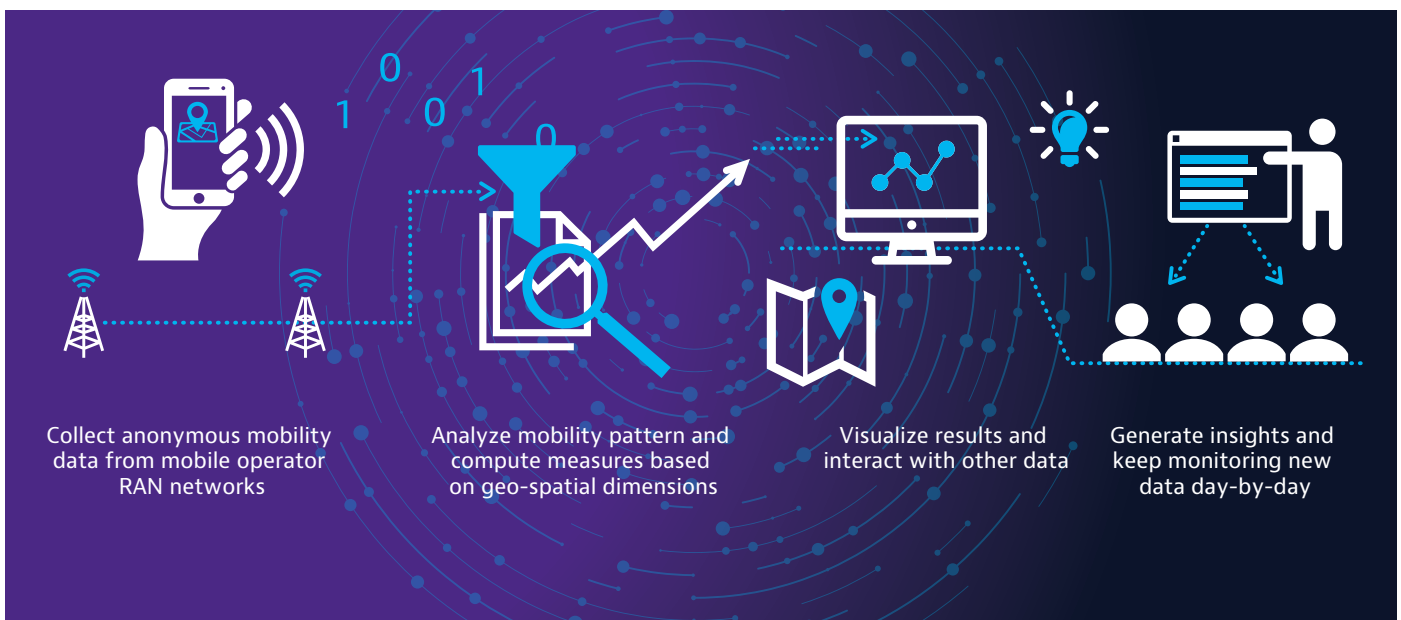 0
1
1
0
0
Collect anonymous mobility
data from mobile operator
RAN networks
Analyze mobility pattern and
compute measures based
on geo-spatial dimensions
Visualize results and
interact with other data
Generate insights and
keep monitoring new
data day-by-day